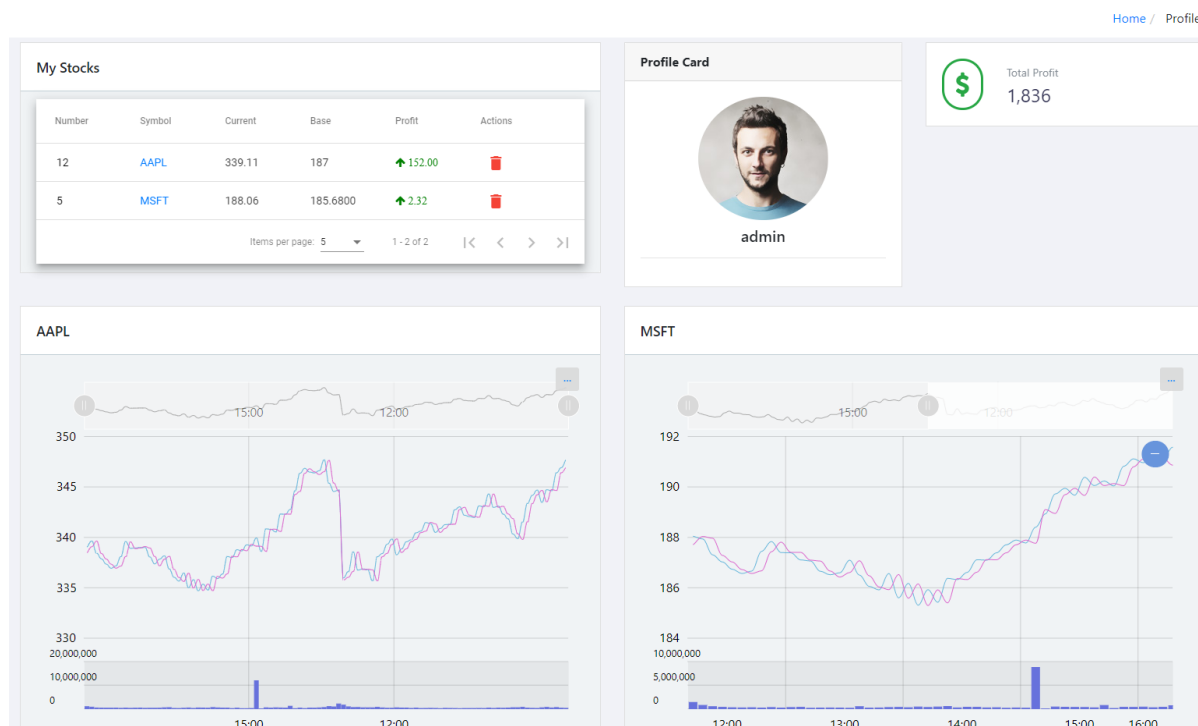 Home / Profile
My Stocks
Number Symbol Current Base Profit Actions
12 AAPL 339.11 187 152.00
5 MSFT 188.06 185.6800 2.32
Items per page: 5 1 - 2 of 2
Profile Card
admin
Total Profit
1,836
AAPL
...
15:00 12:00
350
345
340
335
330
20,000,000
10,000,000
0
15:00 12:00
MSFT
...
15:00 12:00
192
190
188
186
184
10,000,000
5,000,000
0
12:00 13:00 14:00 15:00 16:00